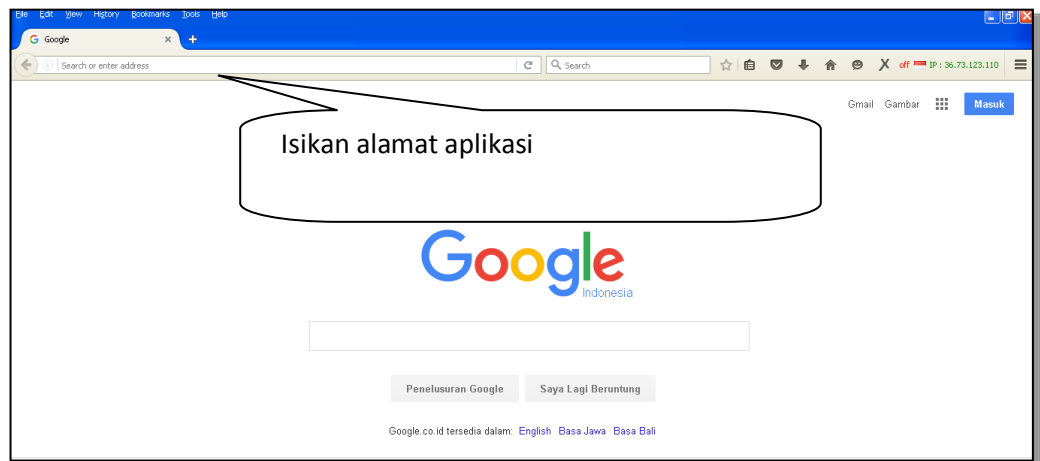 File Edit View History Bookmarks Tools Help
Google
Search or enter address
Search
off IP : 36.73.123.110
Gmail Gambar Masuk
Isikan alamat aplikasi
Google
Indonesia
Penelusuran Google Saya Lagi Beruntung
Google.co.id tersedia dalam: English Basa Jawa Basa Bali